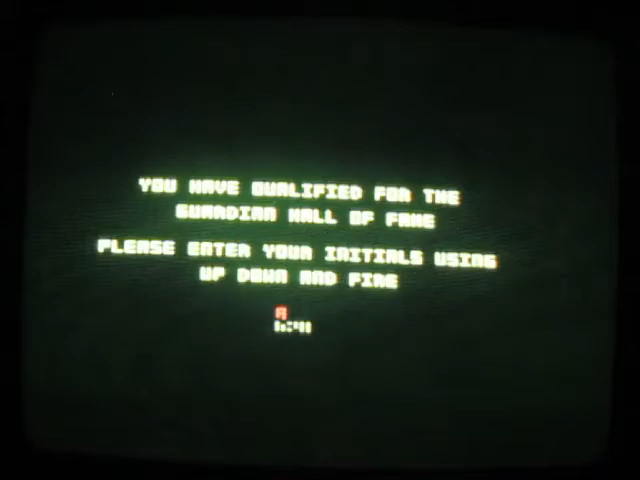 YOU HAVE QUALIFIED FOR THE
GUARDIAN HALL OF FAME
PLEASE ENTER YOUR INITIALS USING
UP DOWN AND FIRE
A